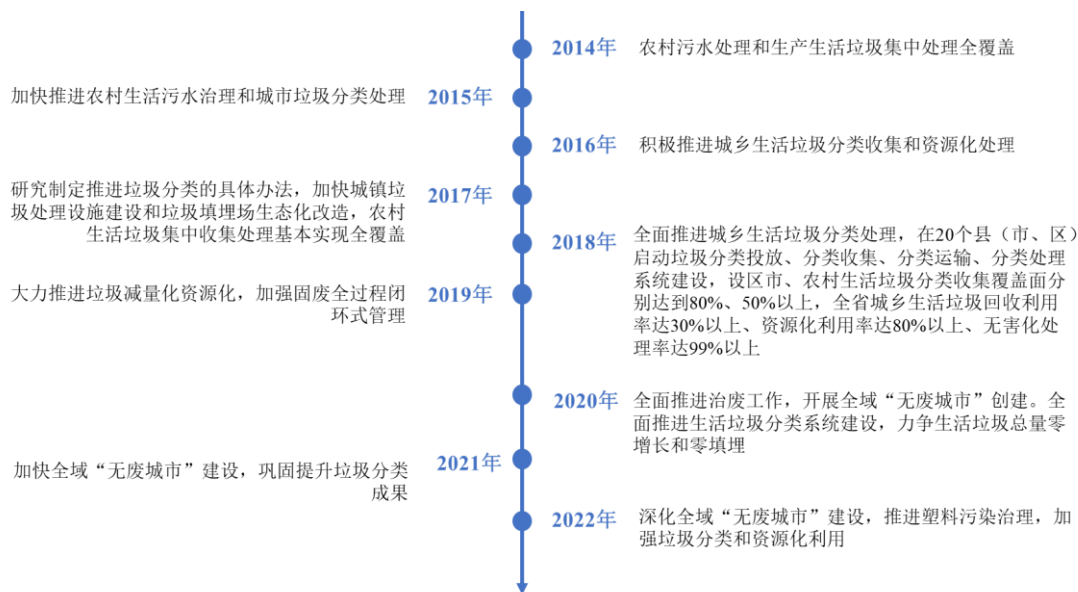 2014年 农村污水处理和生产生活垃圾集中处理全覆盖
加快推进农村生活污水治理和城市垃圾分类处理 2015年
2016年 积极推进城乡生活垃圾分类收集和资源化处理
研究制定推进垃圾分类的具体办法，加快城镇垃
圾处理设施建设和垃圾填埋场生态化改造，农村
生活垃圾集中收集处理基本实现全覆盖
2017年
2018年
全面推进城乡生活垃圾分类处理，在20个县（市、区）
启动垃圾分类投放、分类收集、分类运输、分类处理
系统建设，设区市、农村生活垃圾分类收集覆盖面分
别达到80%、50%以上，全省城乡生活垃圾回收利用
率达30%以上、资源化利用率达80%以上、无害化处
理率达99%以上
大力推进垃圾减量化资源化，加强固废全过程闭
环式管理
2019年
2020年
全面推进治废工作，开展全域“无废城市”创建。全
面推进生活垃圾分类系统建设，力争生活垃圾总量零
增长和零填埋
加快全域“无废城市”建设，巩固提升垃圾分类
成果
2021年
2022年
深化全域“无废城市”建设，推进塑料污染治理，加
强垃圾分类和资源化利用